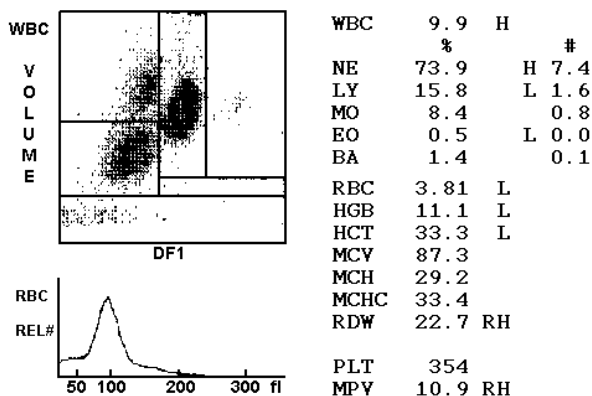 WBC
V
O
L
U
M
E
DF1
RBC
REL#
50 100 200 300 fl
WBC 9.9 H
% #
NE 73.9 H 7.4
LY 15.8 L 1.6
MO 8.4 0.8
EO 0.5 L 0.0
BA 1.4 0.1
RBC 3.81 L
HGB 11.1 L
HCT 33.3 L
MCV 87.3
MCH 29.2
MCHC 33.4
RDW 22.7 RH
PLT 354
MPV 10.9 RH